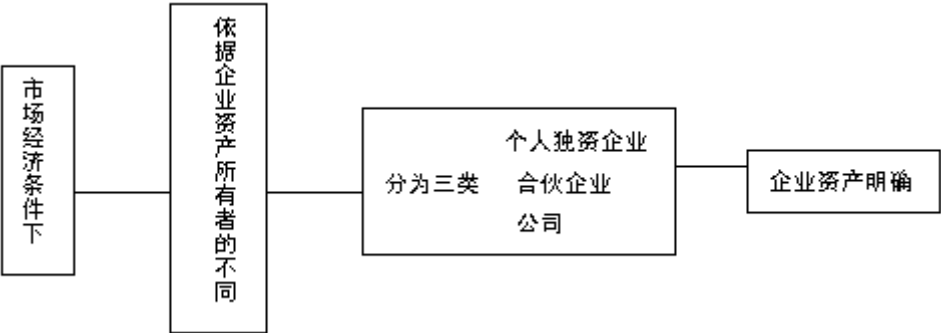 市场经济条件下
依据企业资产所有者的不同
分为三类
个人独资企业
合伙企业
公司
企业资产明确